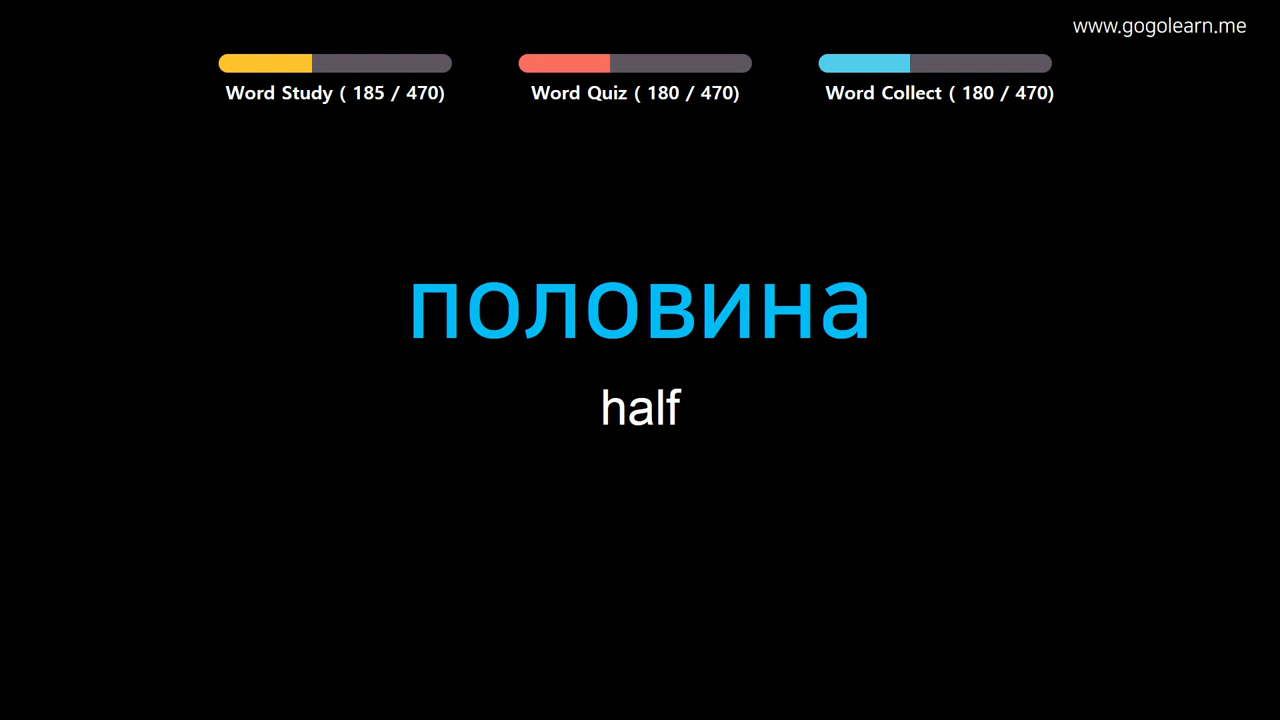 www.gogolearn.me
Word Study ( 185 / 470)
Word Quiz ( 180 / 470)
Word Collect ( 180 / 470)
половина
half